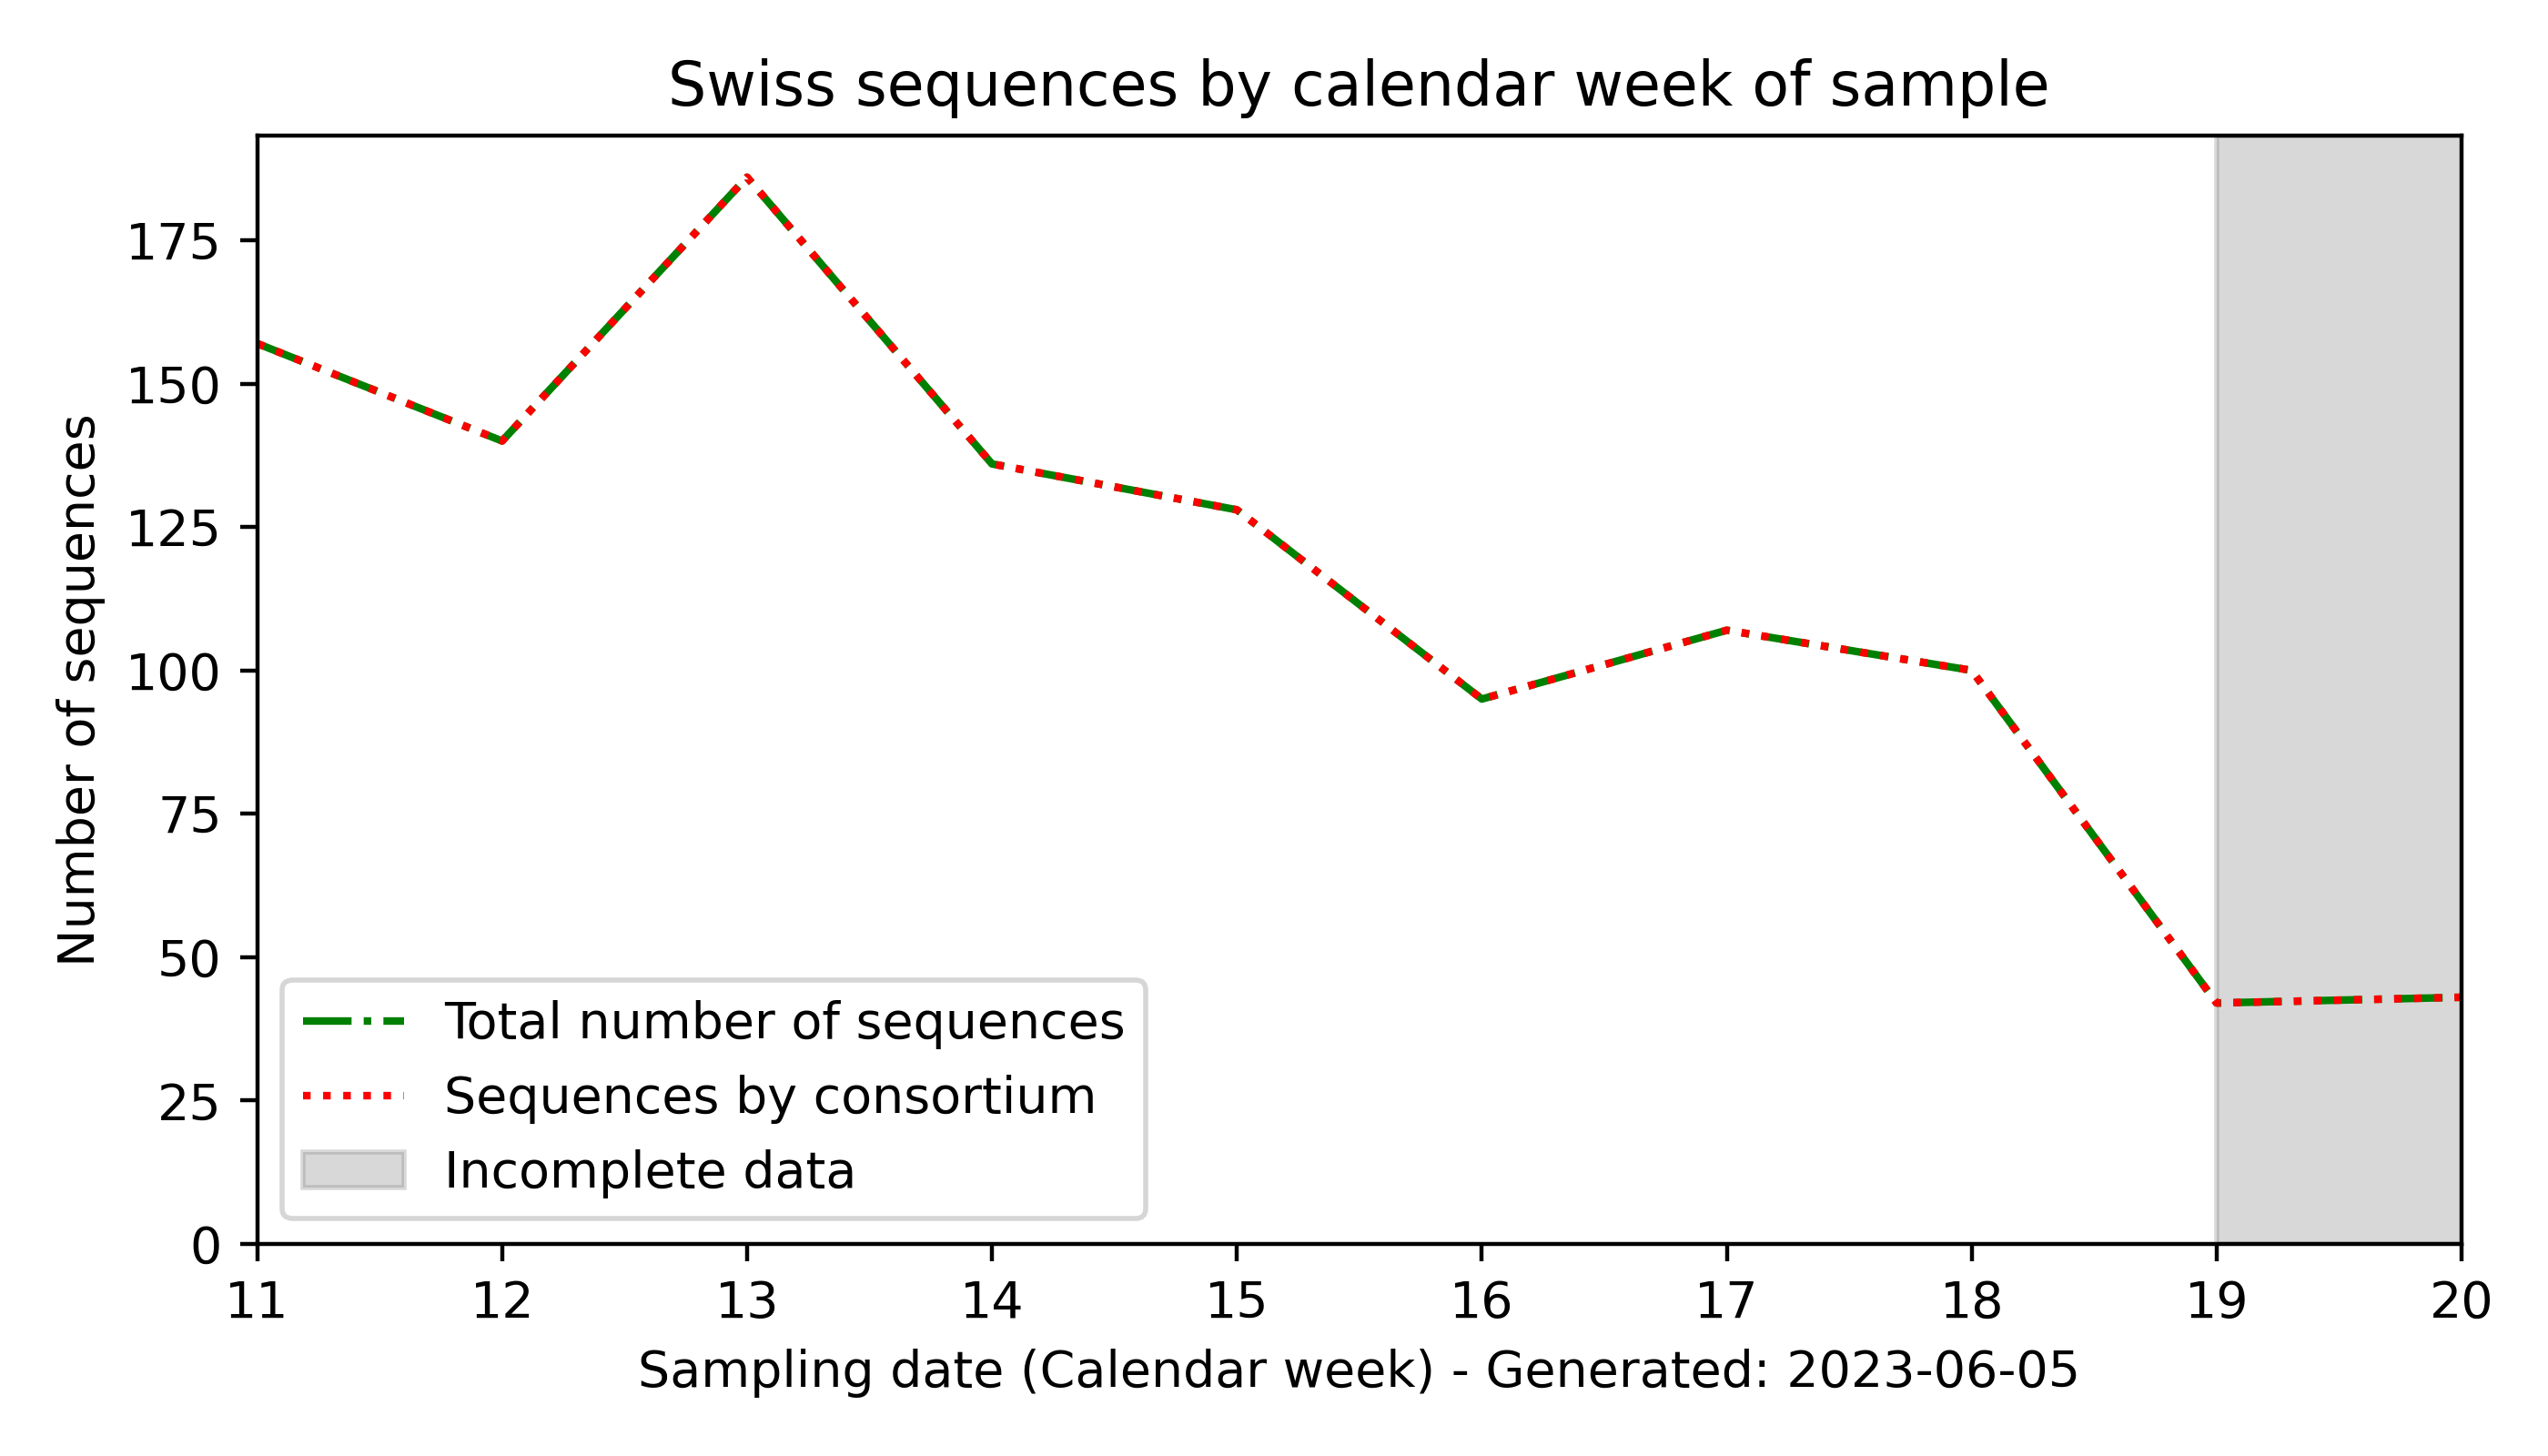 Swiss sequences by calendar week of sample
Number of sequences
175
150
125
100
75
50
25
0
Total number of sequences
Sequences by consortium
Incomplete data
11 12 13 14 15 16 17 18 19 20
Sampling date (Calendar week) - Generated: 2023-06-05